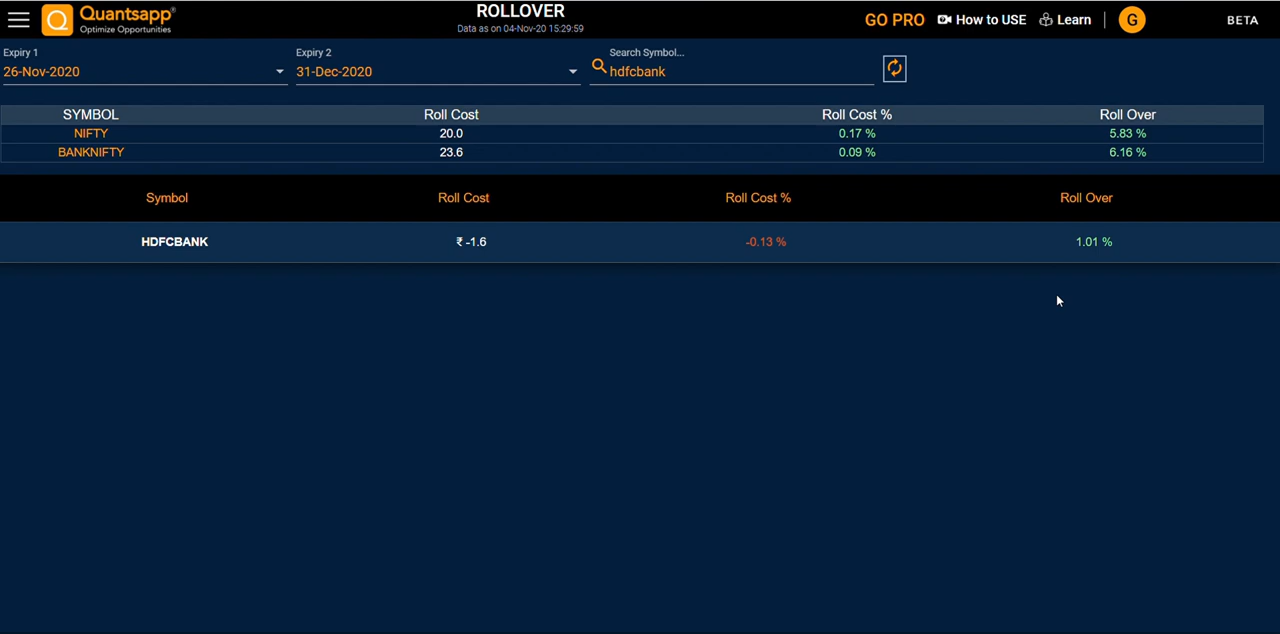 Quantsapp®
Optimize Opportunities
ROLLOVER
Data as on 04-Nov-20 15:29:59
GO PRO How to USE Learn | G BETA
Expiry 1 Expiry 2 Search Symbol...
26-Nov-2020 31-Dec-2020 hdfcbank
SYMBOL Roll Cost Roll Cost % Roll Over
NIFTY 20.0 0.17 % 5.83 %
BANKNIFTY 23.6 0.09 % 6.16 %
Symbol Roll Cost Roll Cost % Roll Over
HDFCBANK ₹ -1.6 -0.13 % 1.01 %